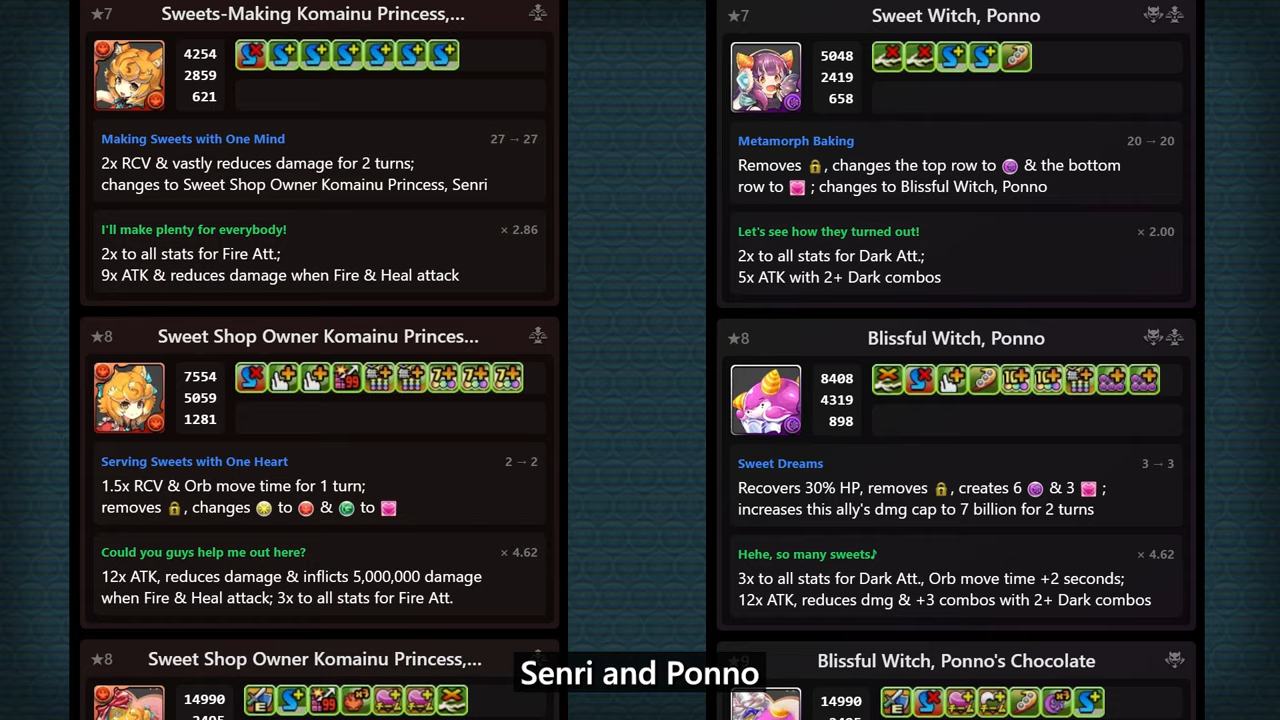 ★7
Sweets-Making Komainu Princess,...
4254
2859
621
Making Sweets with One Mind
27 → 27
2x RCV & vastly reduces damage for 2 turns;
changes to Sweet Shop Owner Komainu Princess, Senri
I'll make plenty for everybody!
× 2.86
2x to all stats for Fire Att.;
9x ATK & reduces damage when Fire & Heal attack
★8
Sweet Shop Owner Komainu Princes...
99
7+ 7+ 7+
7554
5059
1281
Serving Sweets with One Heart
2 → 2
1.5x RCV & Orb move time for 1 turn;
removes , changes to & to
Could you guys help me out here?
× 4.62
12x ATK, reduces damage & inflicts 5,000,000 damage
when Fire & Heal attack; 3x to all stats for Fire Att.
★8
Sweet Shop Owner Komainu Princess,...
14990
E
99
★7
Sweet Witch, Ponno
5048
2419
658
Metamorph Baking
20 → 20
Removes , changes the top row to & the bottom
row to ; changes to Blissful Witch, Ponno
Let's see how they turned out!
× 2.00
2x to all stats for Dark Att.;
5x ATK with 2+ Dark combos
★8
Blissful Witch, Ponno
1C+ 1C+
8408
4319
898
Sweet Dreams
3 → 3
Recovers 30% HP, removes , creates 6 & 3 ;
increases this ally's dmg cap to 7 billion for 2 turns
Hehe, so many sweets♪
× 4.62
3x to all stats for Dark Att., Orb move time +2 seconds;
12x ATK, reduces dmg & +3 combos with 2+ Dark combos
Blissful Witch, Ponno's Chocolate
14990
E
Senri and Ponno